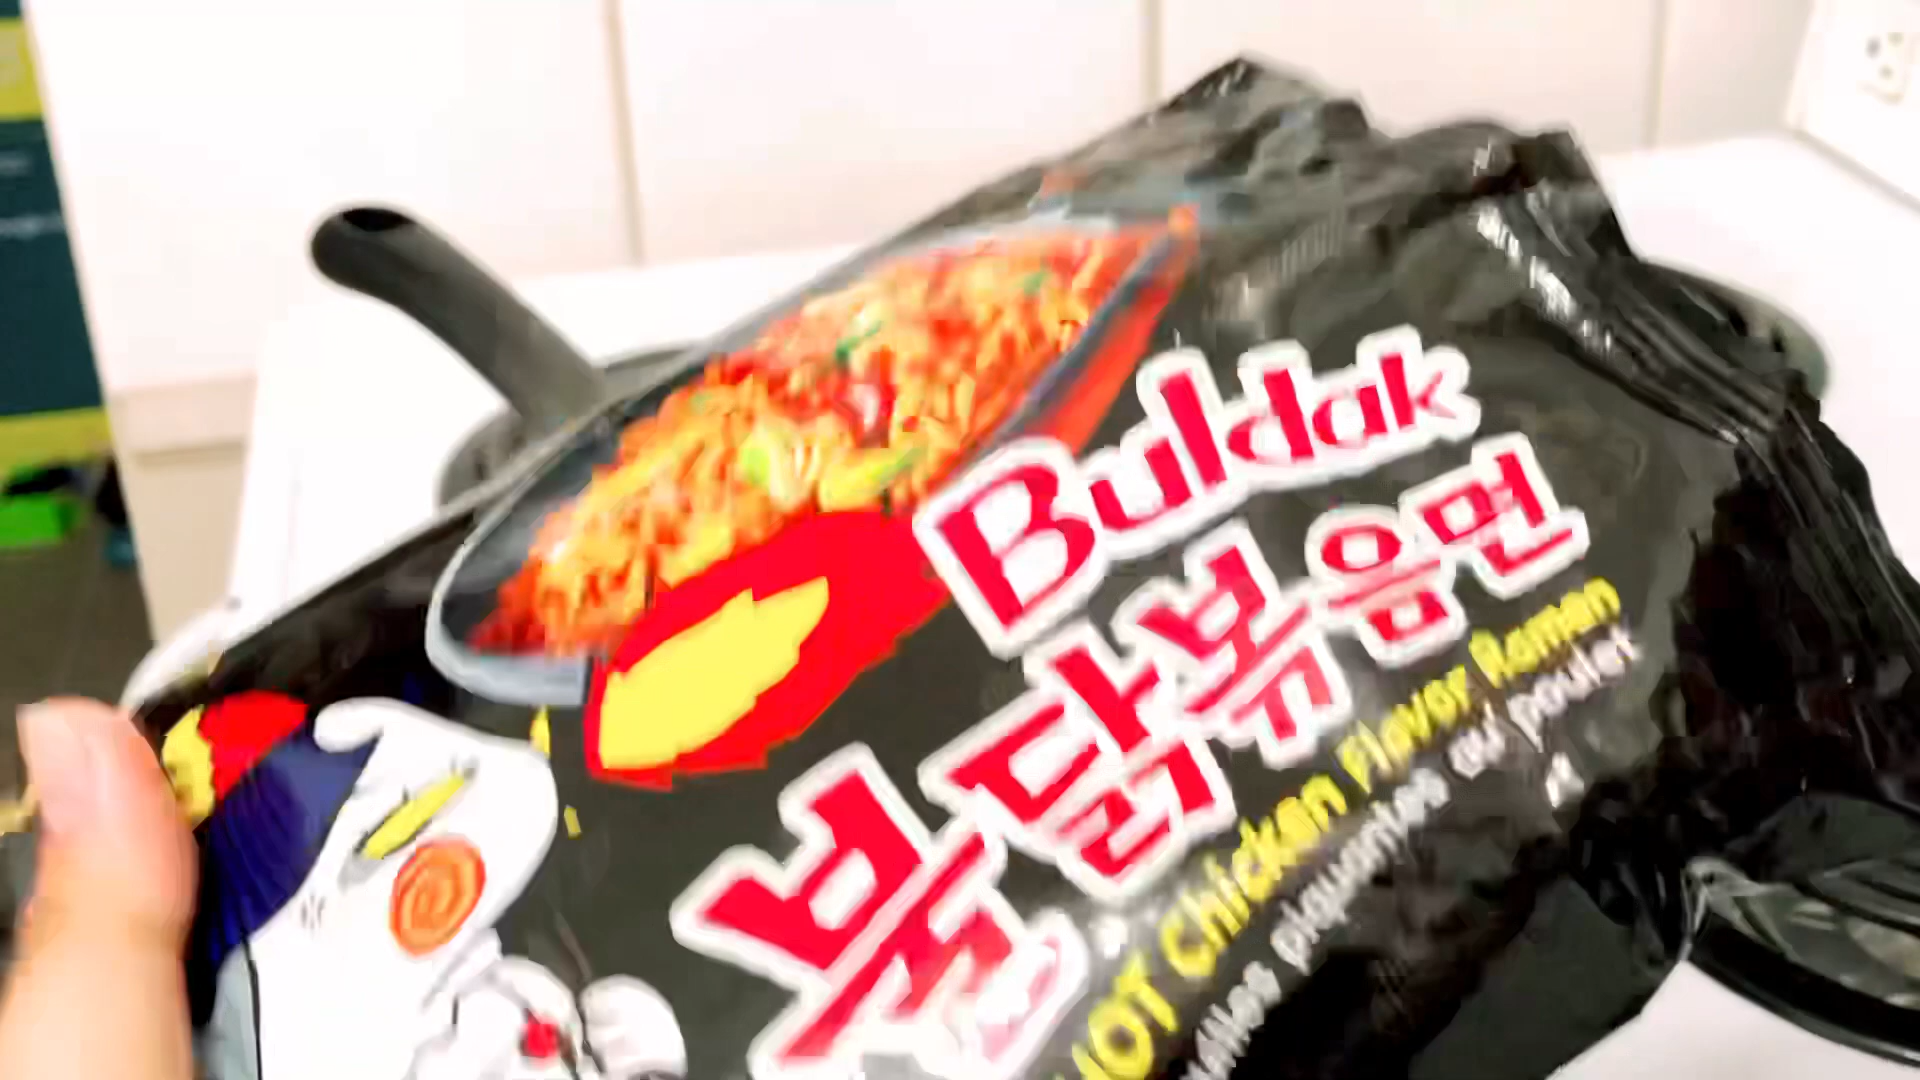 Buldak
불닭볶음면
HOT Chicken Flavor Ramen
piquantes au poulet